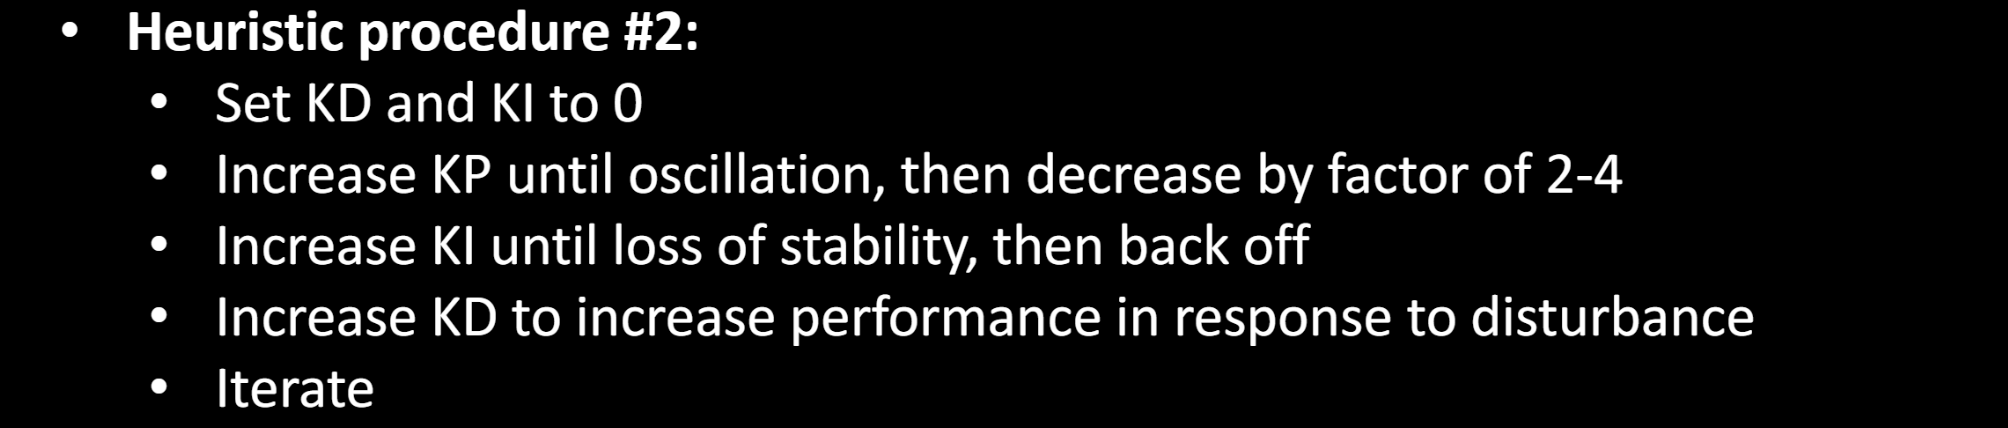 • Heuristic procedure #2:
• Set KD and KI to 0
• Increase KP until oscillation, then decrease by factor of 2-4
• Increase KI until loss of stability, then back off
• Increase KD to increase performance in response to disturbance
• Iterate